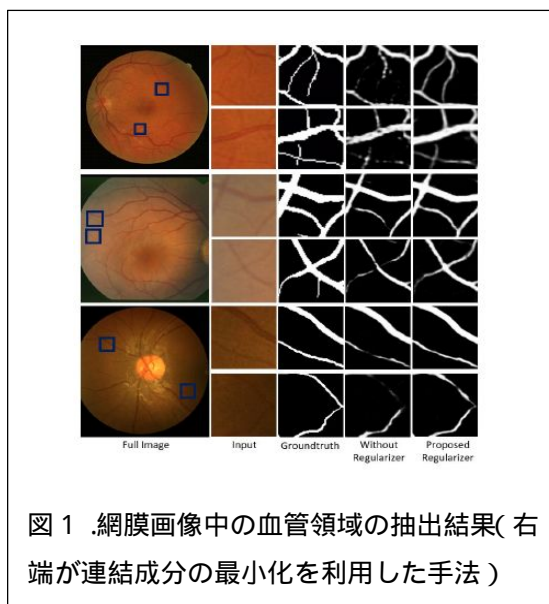 Full Image Input Groundtruth Without Regularizer Proposed Regularizer
図1 .網膜画像中の血管領域の抽出結果( 右
端が連結成分の最小化を利用した手法 )